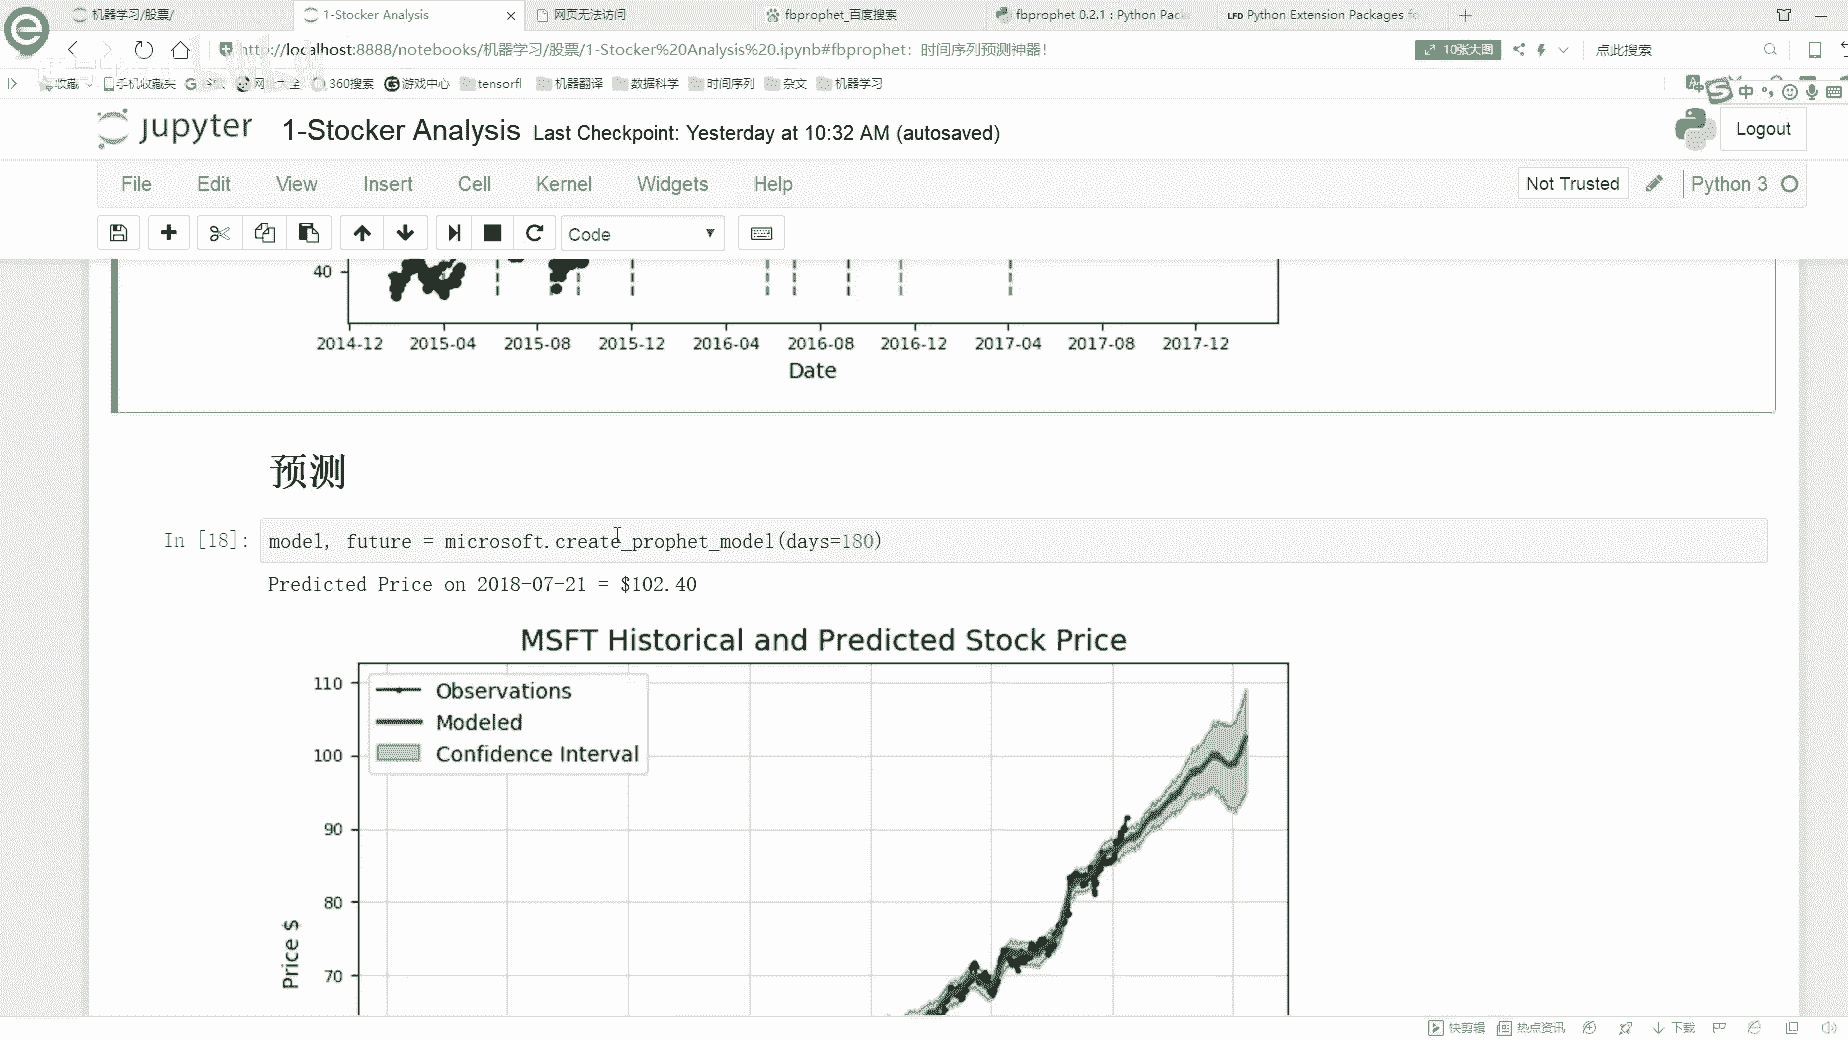 机器学习/股票/
1-Stocker Analysis
网页无法访问
fbprophet_百度搜索
fbprophet 0.2.1 : Python Pack
LFD Python Extension Packages fo
http://localhost:8888/notebooks/机器学习/股票/1-Stocker%20Analysis%20.ipynb#fbprophet：时间序列预测神器！
10张大图
点此搜索
收藏
手机收藏夹
360搜索
游戏中心
tensorfl
机器翻译
数据科学
时间序列
杂文
机器学习
中
jupyter
1-Stocker Analysis
Last Checkpoint: Yesterday at 10:32 AM (autosaved)
Logout
File
Edit
View
Insert
Cell
Kernel
Widgets
Help
Not Trusted
Python 3
Code
40
2014-12 2015-04 2015-08 2015-12 2016-04 2016-08 2016-12 2017-04 2017-08 2017-12
Date
预测
In [18]: model, future = microsoft.create_prophet_model(days=180)
Predicted Price on 2018-07-21 = $102.40
MSFT Historical and Predicted Stock Price
110
Observations
Modeled
Confidence Interval
100
90
80
70
Price $
快剪辑
热点资讯
下载